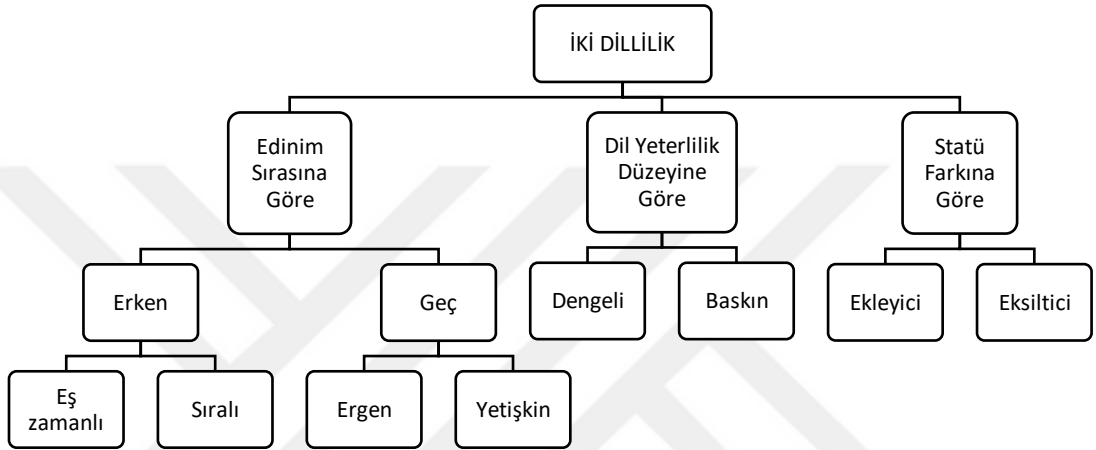 İKİ DİLLİLİK
Edinim
Sırasına
Göre
Dil Yeterlilik
Düzeyine
Göre
Statü
Farkına
Göre
Erken
Geç
Dengeli
Baskın
Ekleyici
Eksiltici
Eş
zamanlı
Sıralı
Ergen
Yetişkin